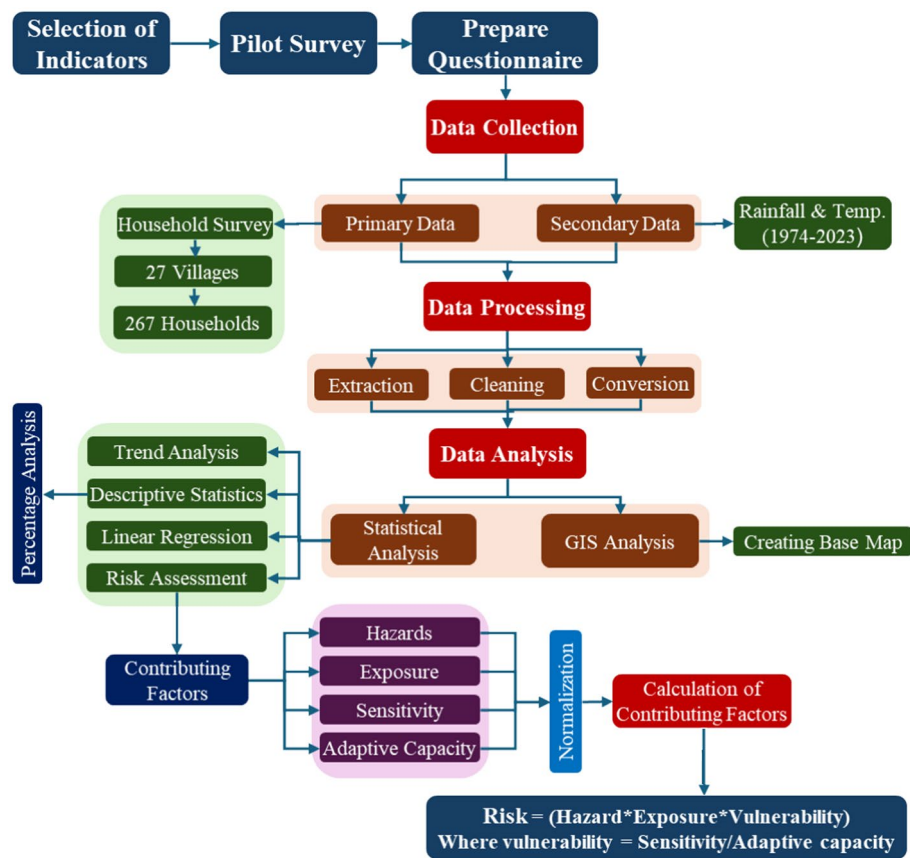 Selection of
Indicators
Pilot Survey
Prepare
Questionnaire
Data Collection
Household Survey
Primary Data
Secondary Data
Rainfall & Temp.
(1974-2023)
27 Villages
267 Households
Data Processing
Extraction
Cleaning
Conversion
Percentage Analysis
Trend Analysis
Data Analysis
Descriptive Statistics
Linear Regression
Risk Assessment
Statistical
Analysis
GIS Analysis
Creating Base Map
Contributing
Factors
Hazards
Exposure
Sensitivity
Adaptive Capacity
Normalization
Calculation of
Contributing Factors
Risk = (Hazard*Exposure*Vulnerability)
Where vulnerability = Sensitivity/Adaptive capacity